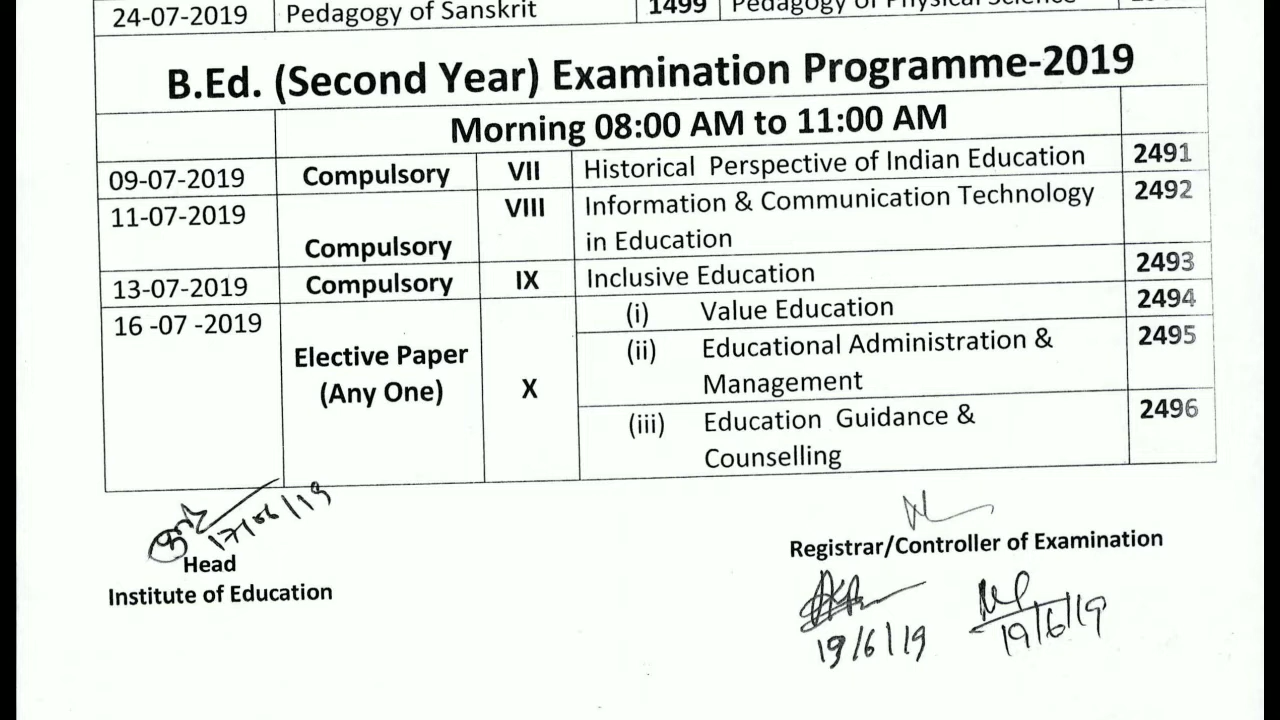 24-07-2019 Pedagogy of Sanskrit 1499 Pedagogy of Physical Science
B.Ed. (Second Year) Examination Programme-2019
Morning 08:00 AM to 11:00 AM
09-07-2019 Compulsory VII Historical Perspective of Indian Education 2491
11-07-2019 VIII Information & Communication Technology 2492
Compulsory in Education
13-07-2019 Compulsory IX Inclusive Education 2493
16 -07 -2019 (i) Value Education 2494
Elective Paper (ii) Educational Administration & 2495
(Any One) X Management
(iii) Education Guidance & 2496
Counselling
17/06/19
Head
Institute of Education
Registrar/Controller of Examination
19/6/19 19/6/19